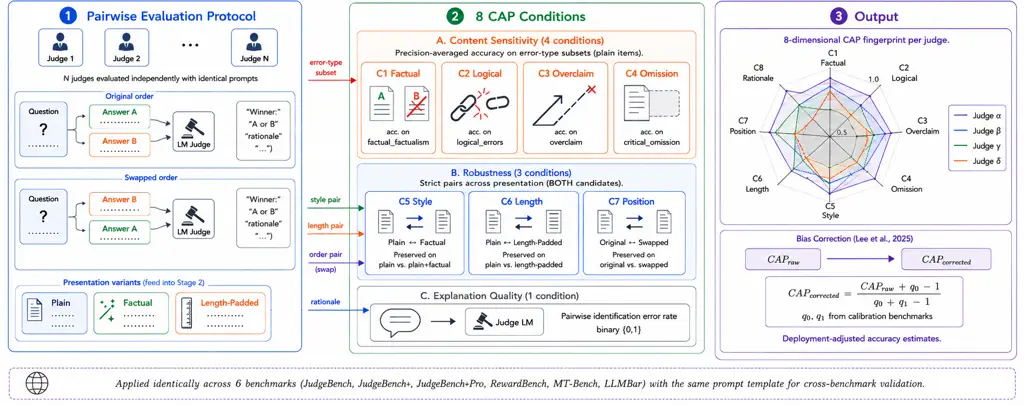 1 Pairwise Evaluation Protocol
Judge 1
Judge 2
...
Judge N
N judges evaluated independently with identical prompts
Original order
Question
?
Answer A
Answer B
LM Judge
"Winner:"
"A or B"
"rationale"
"...")
Swapped order
Question
?
Answer B
Answer A
LM Judge
"Winner:"
"A or B"
"rationale"
"...")
Presentation variants (feed into Stage 2)
Plain
Factual
Length-Padded
error-type
subset
style pair
length pair
order pair
(swap)
rationale
2 8 CAP Conditions
A. Content Sensitivity (4 conditions)
Precision-averaged accuracy on error-type subsets (plain items).
C1 Factual
A
B
acc. on
factual_factualism
C2 Logical
acc. on
logical_errors
C3 Overclaim
acc. on
overclaim
C4 Omission
acc. on
critical_omission
B. Robustness (3 conditions)
Strict pairs across presentation (BOTH candidates).
C5 Style
Plain ↔ Factual
Preserved on
plain vs. plain+factual
C6 Length
Plain ↔ Length-Padded
Preserved on
plain vs. length-padded
C7 Position
Original ↔ Swapped
Preserved on
original vs. swapped
C. Explanation Quality (1 condition)
Judge LM
Pairwise identification error rate
binary {0,1}
3 Output
8-dimensional CAP fingerprint per judge.
C1
Factual
C2
Logical
C3
Overclaim
C4
Omission
C5
Style
C6
Length
C7
Position
C8
Rationale
1.0
0.5
Judge α
Judge β
Judge γ
Judge δ
Bias Correction (Lee et al., 2025)
CAP_raw
CAP_corrected
CAP_corrected = (CAP_raw + q₀ − 1) / (q₀ + q₁ − 1)
q₀, q₁ from calibration benchmarks
Deployment-adjusted accuracy estimates.
Applied identically across 6 benchmarks (JudgeBench, JudgeBench+, JudgeBench+Pro, RewardBench, MT-Bench, LLMBar) with the same prompt template for cross-benchmark validation.